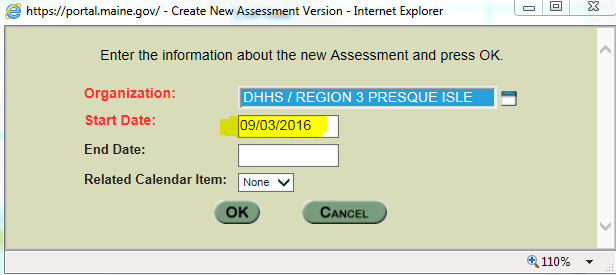 https://portal.maine.gov/ - Create New Assessment Version - Internet Explorer
Enter the information about the new Assessment and press OK.
Organization: DHHS / REGION 3 PRESQUE ISLE
Start Date: 09/03/2016
End Date:
Related Calendar Item: None
OK CANCEL
110%